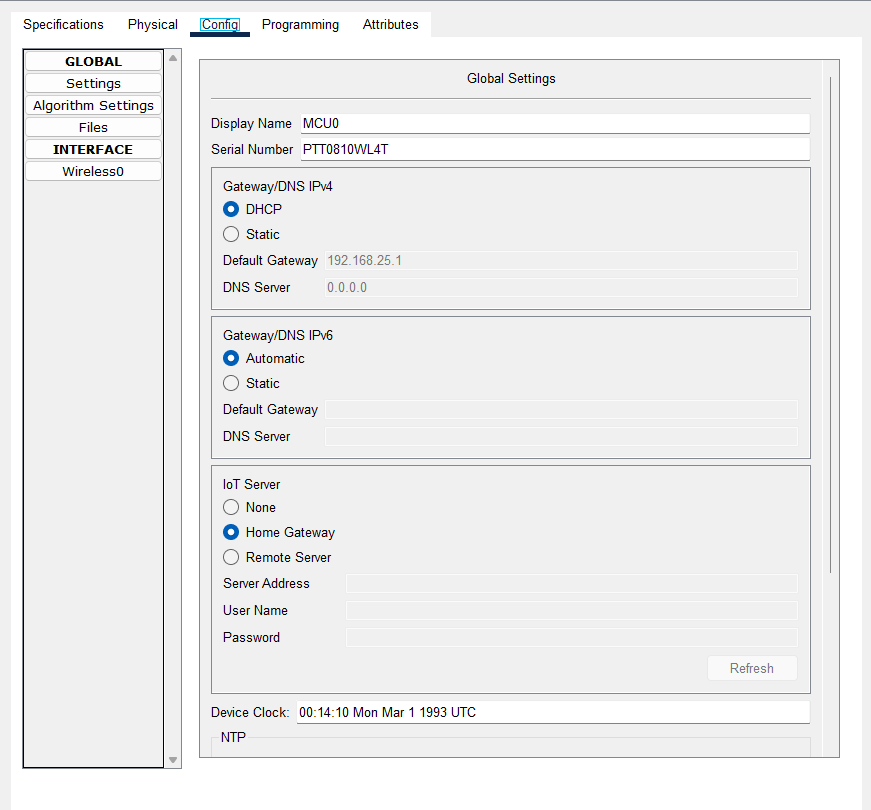 Specifications Physical Config Programming Attributes
GLOBAL
Settings
Algorithm Settings
Files
INTERFACE
Wireless0
Global Settings
Display Name MCU0
Serial Number PTT0810WL4T
Gateway/DNS IPv4
DHCP
Static
Default Gateway 192.168.25.1
DNS Server 0.0.0.0
Gateway/DNS IPv6
Automatic
Static
Default Gateway
DNS Server
IoT Server
None
Home Gateway
Remote Server
Server Address
User Name
Password
Refresh
Device Clock: 00:14:10 Mon Mar 1 1993 UTC
NTP